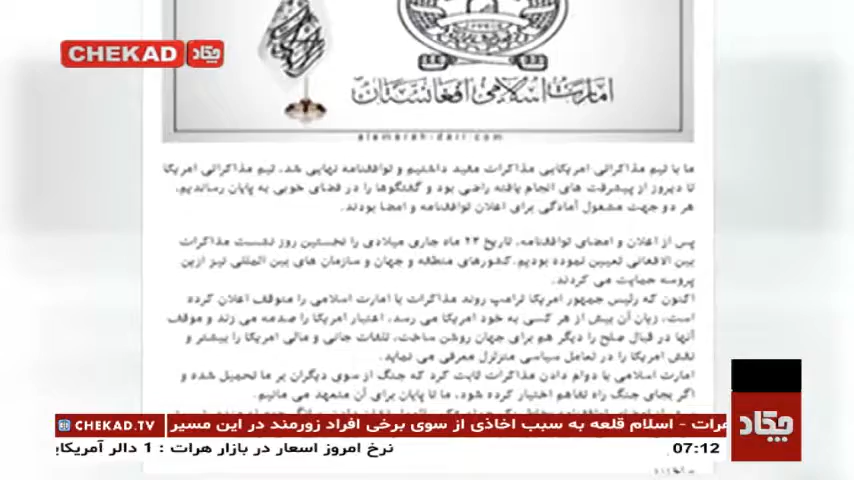 CHEKAD چکاد
امارت اسلامی افغانستان
alemarah-dari.com
ما با تیم مذاکراتی امریکایی مذاکرات مفید داشتیم و توافقنامه نهایی شد، تیم مذاکراتی امریکا
تا دیروز از پیشرفت های انجام یافته راضی بود و گفتگوها را در فضای خوبی به پایان رساندیم،
هر دو جهت مشغول آمادگی برای اعلان توافقنامه و امضا بودند.
پس از اعلان و امضای توافقنامه، تاریخ ۲۳ ماه جاری میلادی را نخستین روز نشست مذاکرات
بین الافغانی تعیین نموده بودیم.کشورهای منطقه و جهان و سازمان های بین المللی نیز ازین
پروسه حمایت می کردند.
اکنون که رئیس جمهور امریکا ترامپ روند مذاکرات با امارت اسلامی را متوقف اعلان کرده
است، زیان آن بیش از هر کسی به خود امریکا می رسد، اعتبار امریکا را صدمه می زند و موقف
آنها در قبال صلح را دیگر هم برای جهان روشن ساخت، تلفات جانی و مالی امریکا را بیشتر و
نقش امریکا را در تعامل سیاسی متزلزل معرفی می نماید.
امارت اسلامی با دوام دادن مذاکرات ثابت کرد که جنگ از سوی دیگران بر ما تحمیل شده و
اگر بجای جنگ راه تفاهم اختیار کرده شود، ما تا پایان برای آن متعهد می مانیم.
هرات - اسلام قلعه به سبب اخاذی از سوی برخی افراد زورمند در این مسیر CHEKAD.TV
چکاد
07:12 نرخ امروز اسعار در بازار هرات : 1 دالر آمریکای